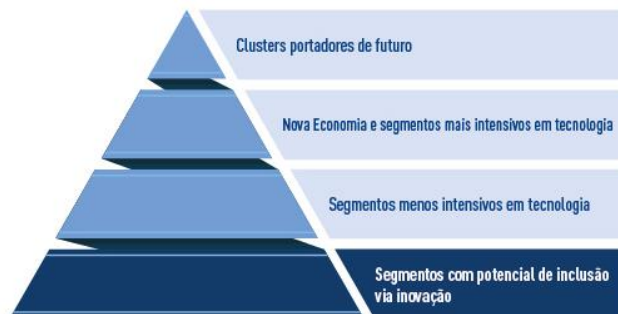 Clusters portadores de futuro
Nova Economia e segmentos mais intensivos em tecnologia
Segmentos menos intensivos em tecnologia
Segmentos com potencial de inclusão
via inovação